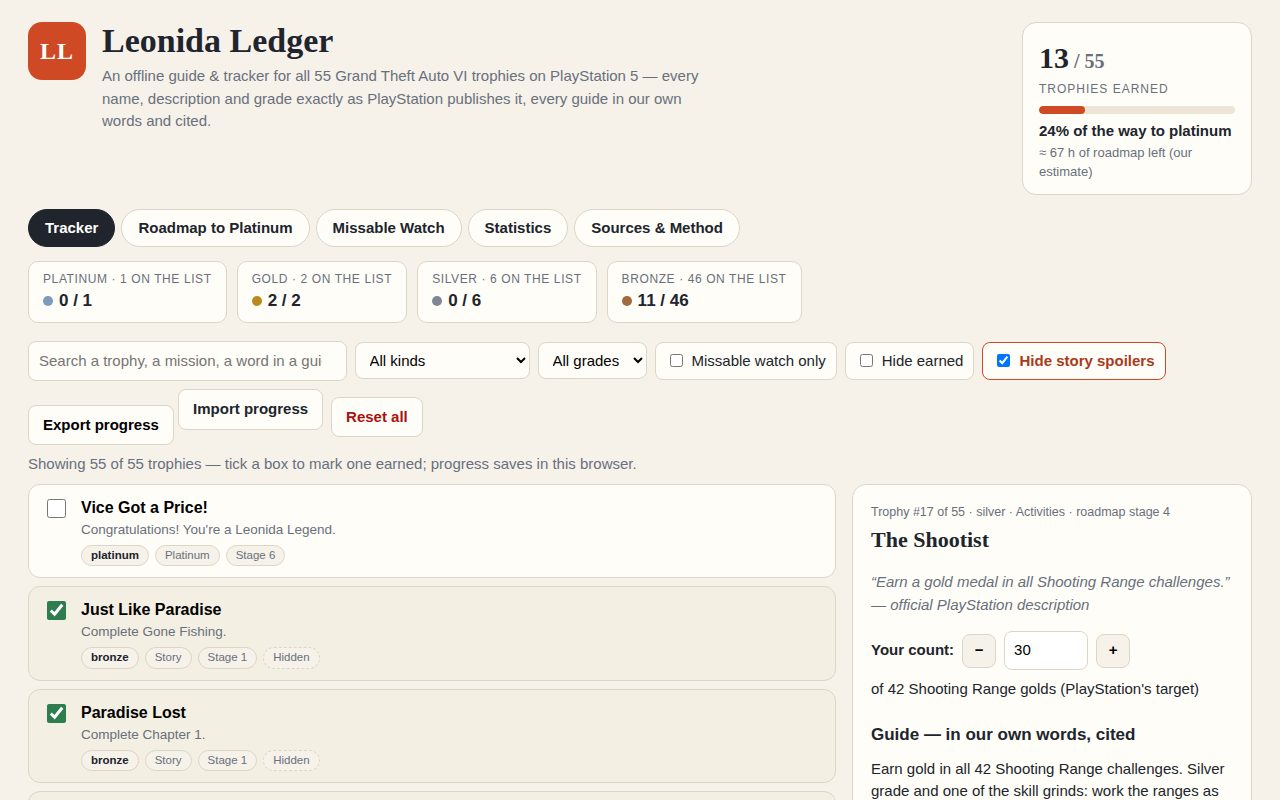 LL
Leonida Ledger
An offline guide & tracker for all 55 Grand Theft Auto VI trophies on PlayStation 5 — every
name, description and grade exactly as PlayStation publishes it, every guide in our own
words and cited.
13 / 55
TROPHIES EARNED
24% of the way to platinum
≈ 67 h of roadmap left (our
estimate)
Tracker
Roadmap to Platinum
Missable Watch
Statistics
Sources & Method
PLATINUM · 1 ON THE LIST
0 / 1
GOLD · 2 ON THE LIST
2 / 2
SILVER · 6 ON THE LIST
0 / 6
BRONZE · 46 ON THE LIST
11 / 46
Search a trophy, a mission, a word in a gui
All kinds
All grades
Missable watch only
Hide earned
Hide story spoilers
Export progress
Import progress
Reset all
Showing 55 of 55 trophies — tick a box to mark one earned; progress saves in this browser.
Vice Got a Price!
Congratulations! You're a Leonida Legend.
platinum Platinum Stage 6
Just Like Paradise
Complete Gone Fishing.
bronze Story Stage 1 Hidden
Paradise Lost
Complete Chapter 1.
bronze Story Stage 1 Hidden
Trophy #17 of 55 · silver · Activities · roadmap stage 4
The Shootist
“Earn a gold medal in all Shooting Range challenges.”
— official PlayStation description
Your count: − 30 +
of 42 Shooting Range golds (PlayStation's target)
Guide — in our own words, cited
Earn gold in all 42 Shooting Range challenges. Silver
grade and one of the skill grinds: work the ranges as